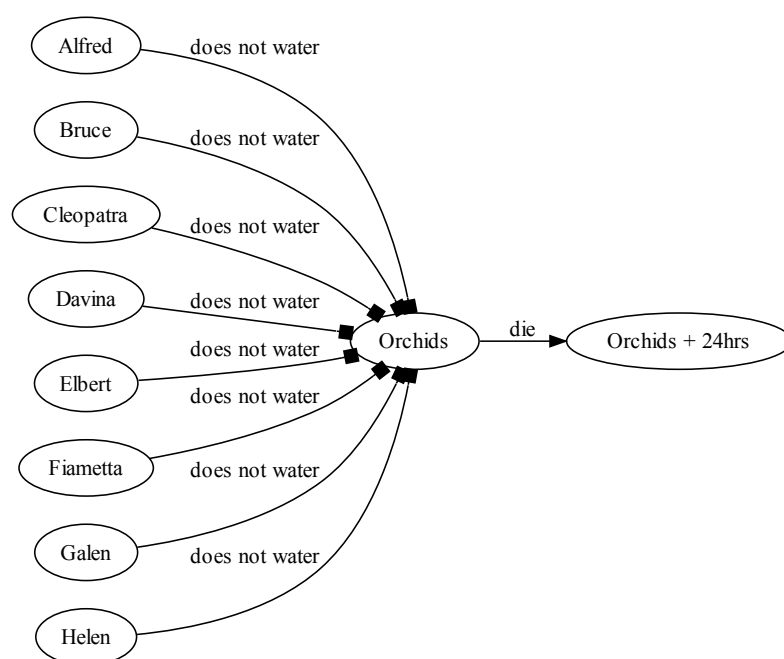 Alfred
does not water
Bruce
does not water
Cleopatra
does not water
Davina
does not water
Elbert
does not water
Fiametta
does not water
Galen
does not water
Helen
does not water
Orchids
die
Orchids + 24hrs